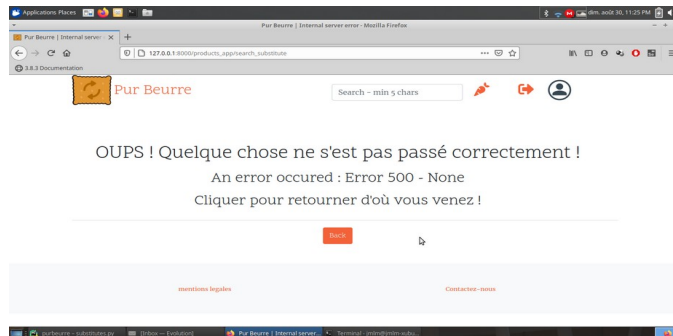 Applications Places
dim. août 30, 11:25 PM
Pur Beurre | Internal server error - Mozilla Firefox
Pur Beurre | Internal server
127.0.0.1:8000/products_app/search_substitute
3.8.3 Documentation
Pur Beurre
Search - min 5 chars
OUPS ! Quelque chose ne s'est pas passé correctement !
An error occured : Error 500 - None
Cliquer pour retourner d'où vous venez !
Back
mentions legales
Contactez-nous
purbeurre – substitutes.py
[Inbox — Evolution]
Pur Beurre | Internal server...
Terminal - jmlm@jmlm-xubu...